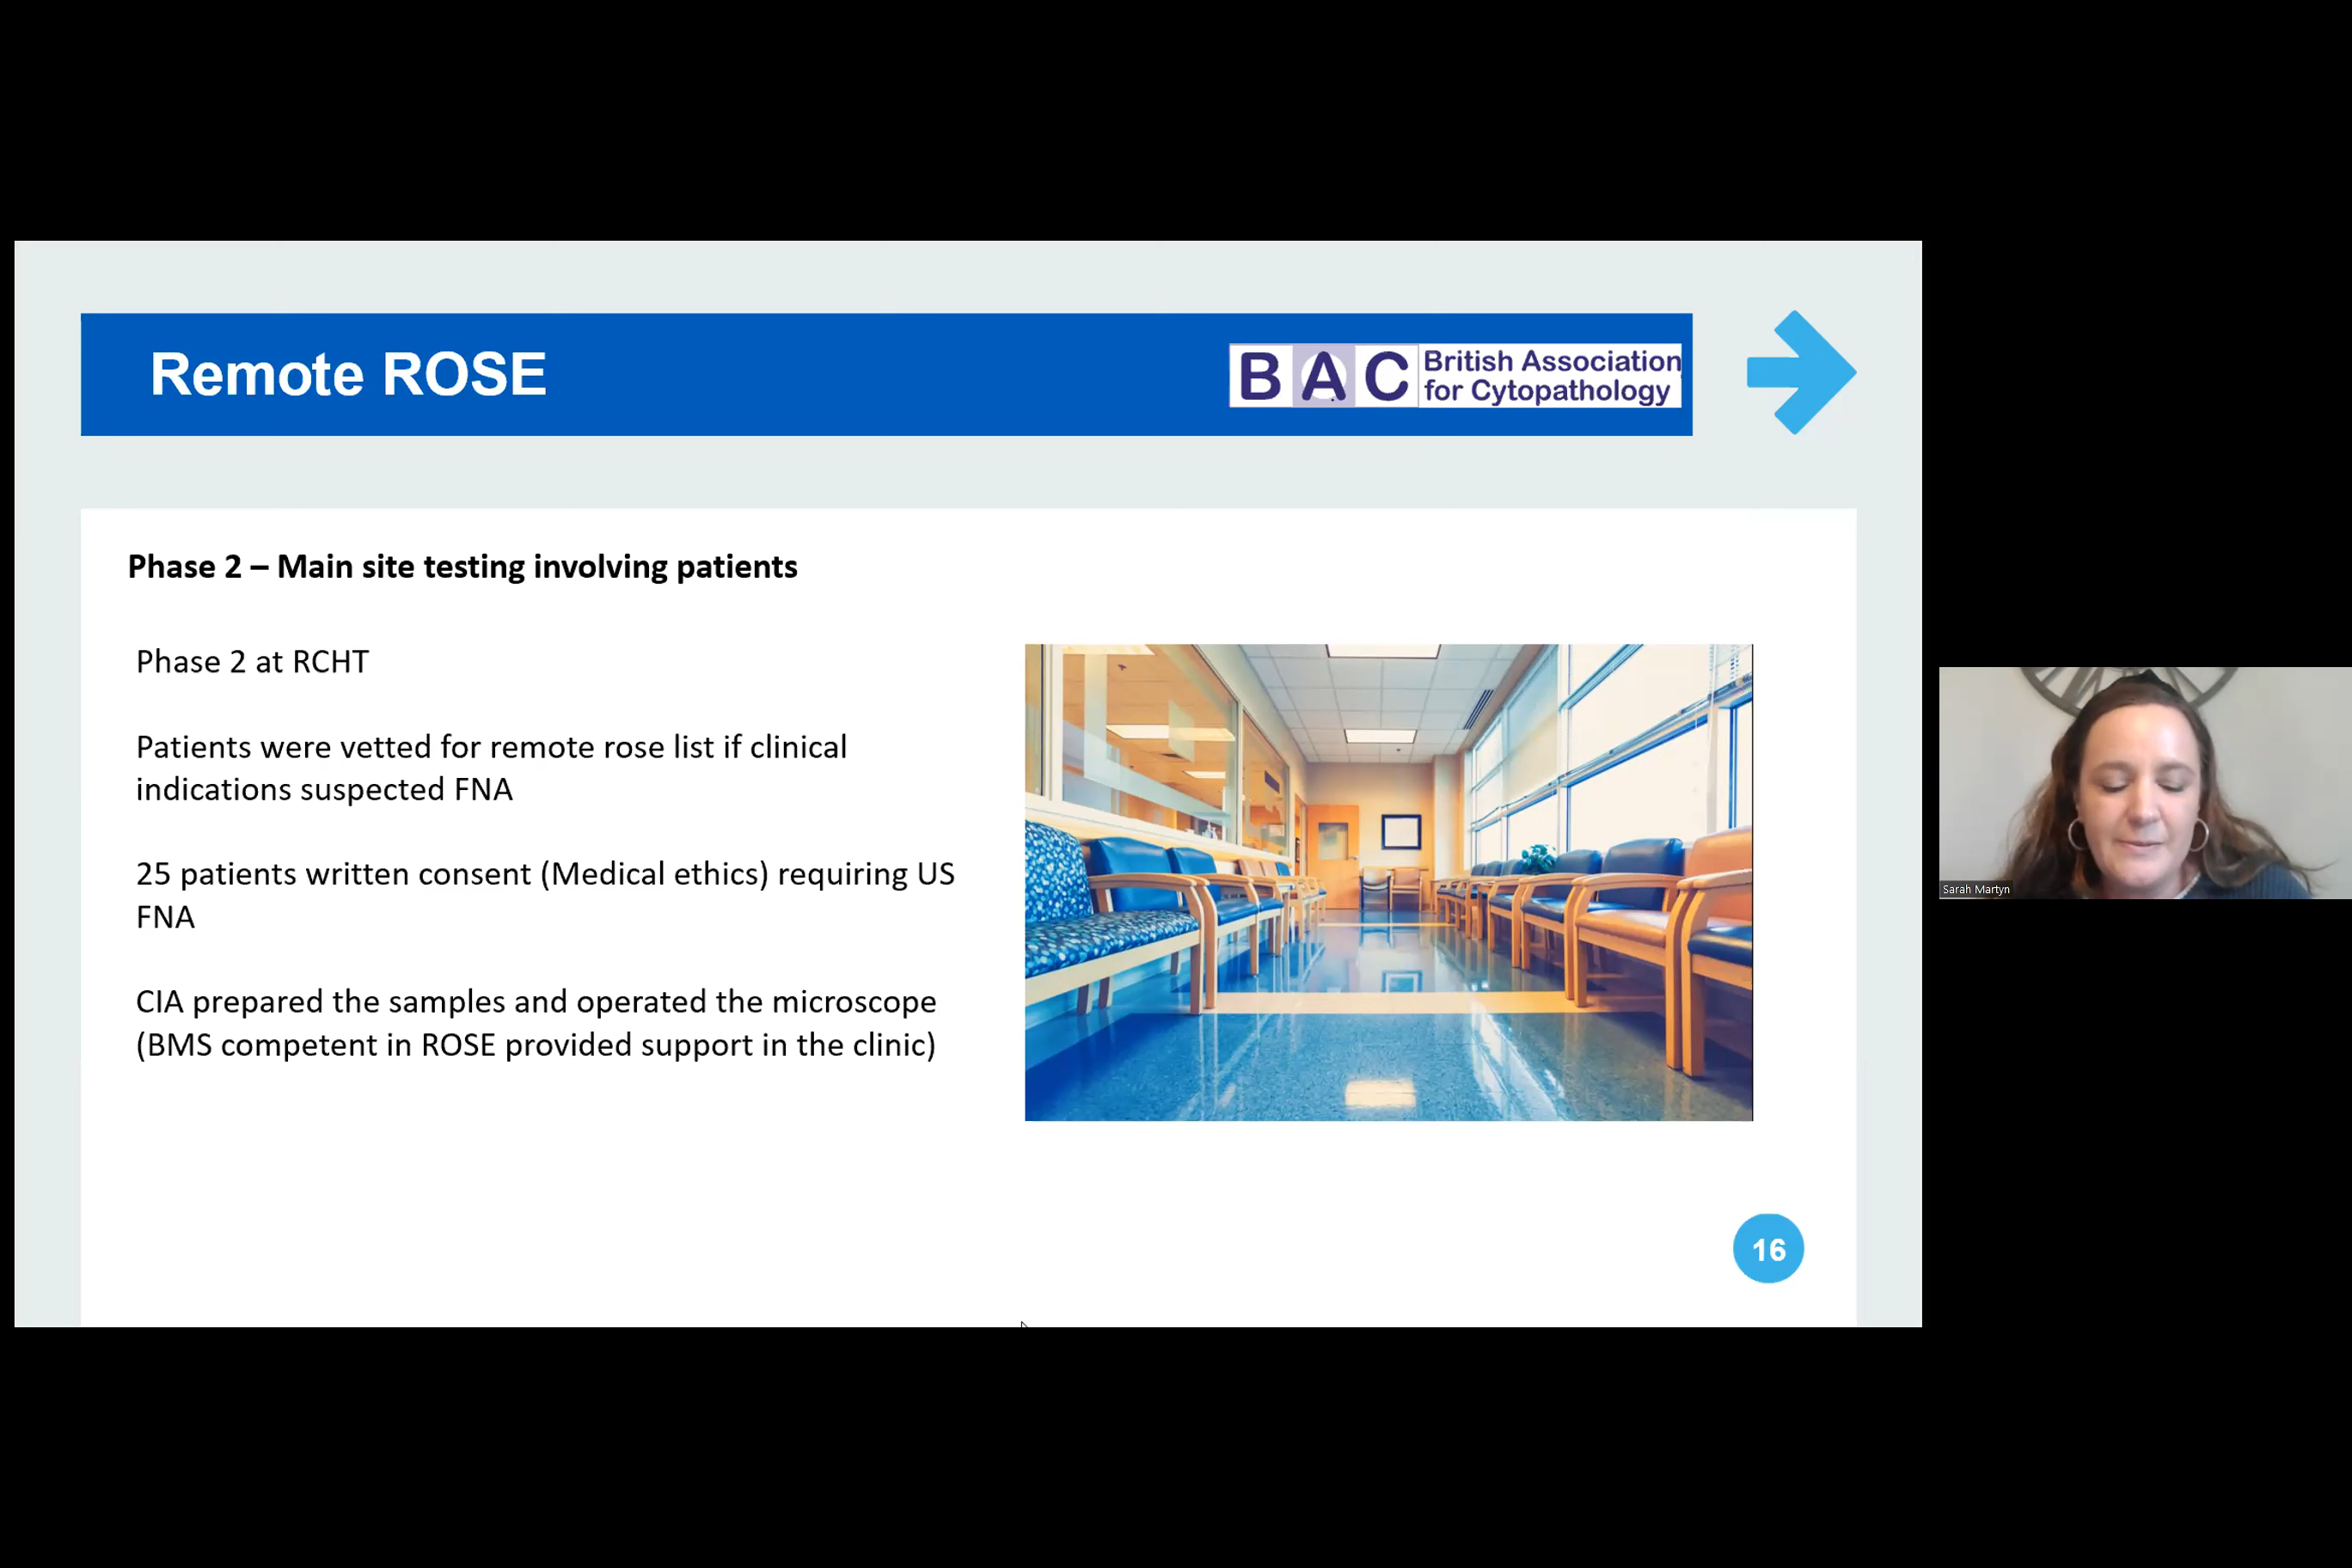 Remote ROSE
B A C British Association
for Cytopathology
Phase 2 – Main site testing involving patients
Phase 2 at RCHT
Patients were vetted for remote rose list if clinical
indications suspected FNA
25 patients written consent (Medical ethics) requiring US
FNA
CIA prepared the samples and operated the microscope
(BMS competent in ROSE provided support in the clinic)
16
Sarah Martyn